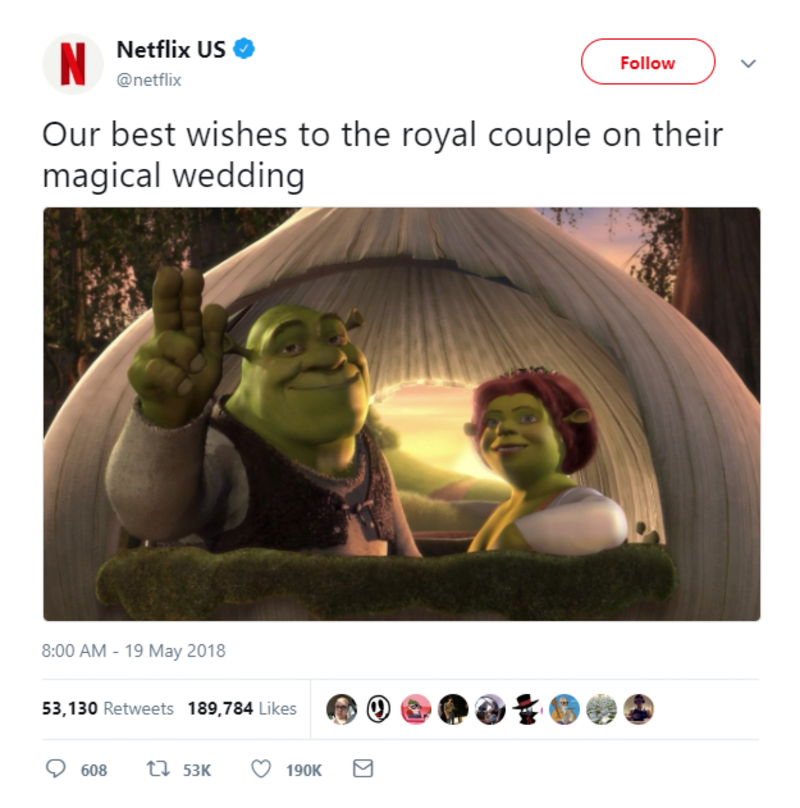 N
Netflix US
@netflix
Follow
Our best wishes to the royal couple on their
magical wedding
8:00 AM - 19 May 2018
53,130 Retweets 189,784 Likes
608 53K 190K